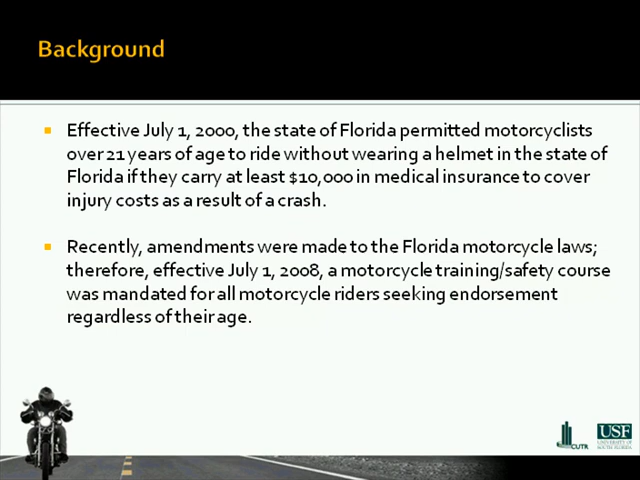 Background
Effective July 1, 2000, the state of Florida permitted motorcyclists
over 21 years of age to ride without wearing a helmet in the state of
Florida if they carry at least $10,000 in medical insurance to cover
injury costs as a result of a crash.
Recently, amendments were made to the Florida motorcycle laws;
therefore, effective July 1, 2008, a motorcycle training/safety course
was mandated for all motorcycle riders seeking endorsement
regardless of their age.
CUTR
USF
UNIVERSITY OF
SOUTH FLORIDA